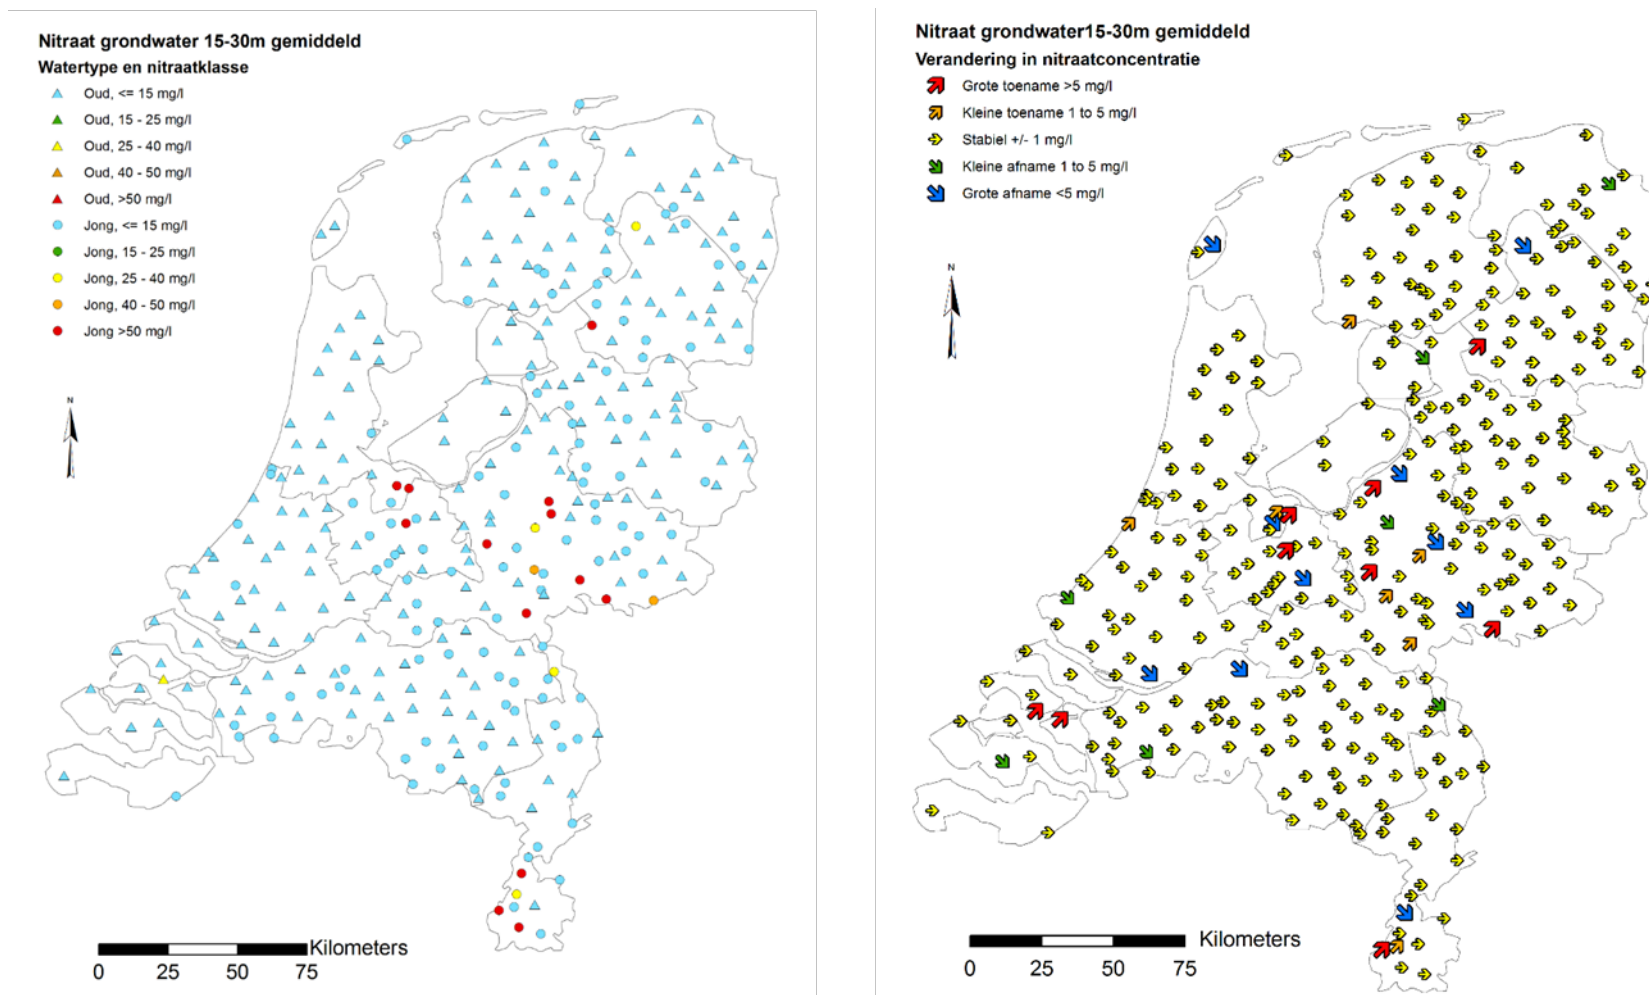 Nitraat grondwater 15-30m gemiddeld
Watertype en nitraatklasse
Oud, <= 15 mg/l
Oud, 15 - 25 mg/l
Oud, 25 - 40 mg/l
Oud, 40 - 50 mg/l
Oud, >50 mg/l
Jong, <= 15 mg/l
Jong, 15 - 25 mg/l
Jong, 25 - 40 mg/l
Jong, 40 - 50 mg/l
Jong >50 mg/l
N
Kilometers
0 25 50 75
Nitraat grondwater15-30m gemiddeld
Verandering in nitraatconcentratie
Grote toename >5 mg/l
Kleine toename 1 to 5 mg/l
Stabiel +/- 1 mg/l
Kleine afname 1 to 5 mg/l
Grote afname <5 mg/l
N
Kilometers
0 25 50 75